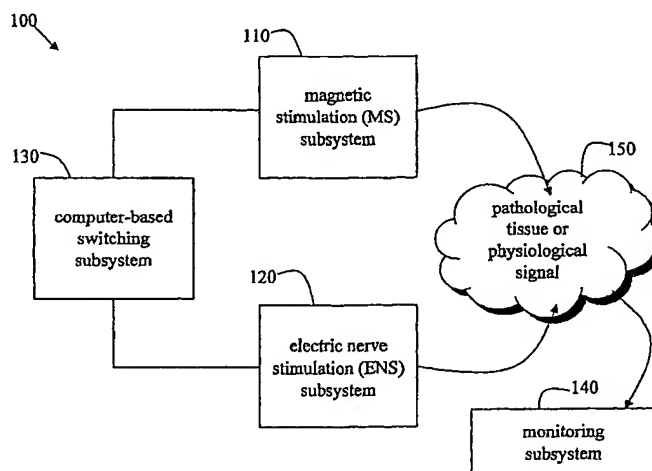 100
110
magnetic
stimulation (MS)
subsystem
130
computer-based
switching
subsystem
150
pathological
tissue or
physiological
signal
120
electric nerve
stimulation (ENS)
subsystem
140
monitoring
subsystem